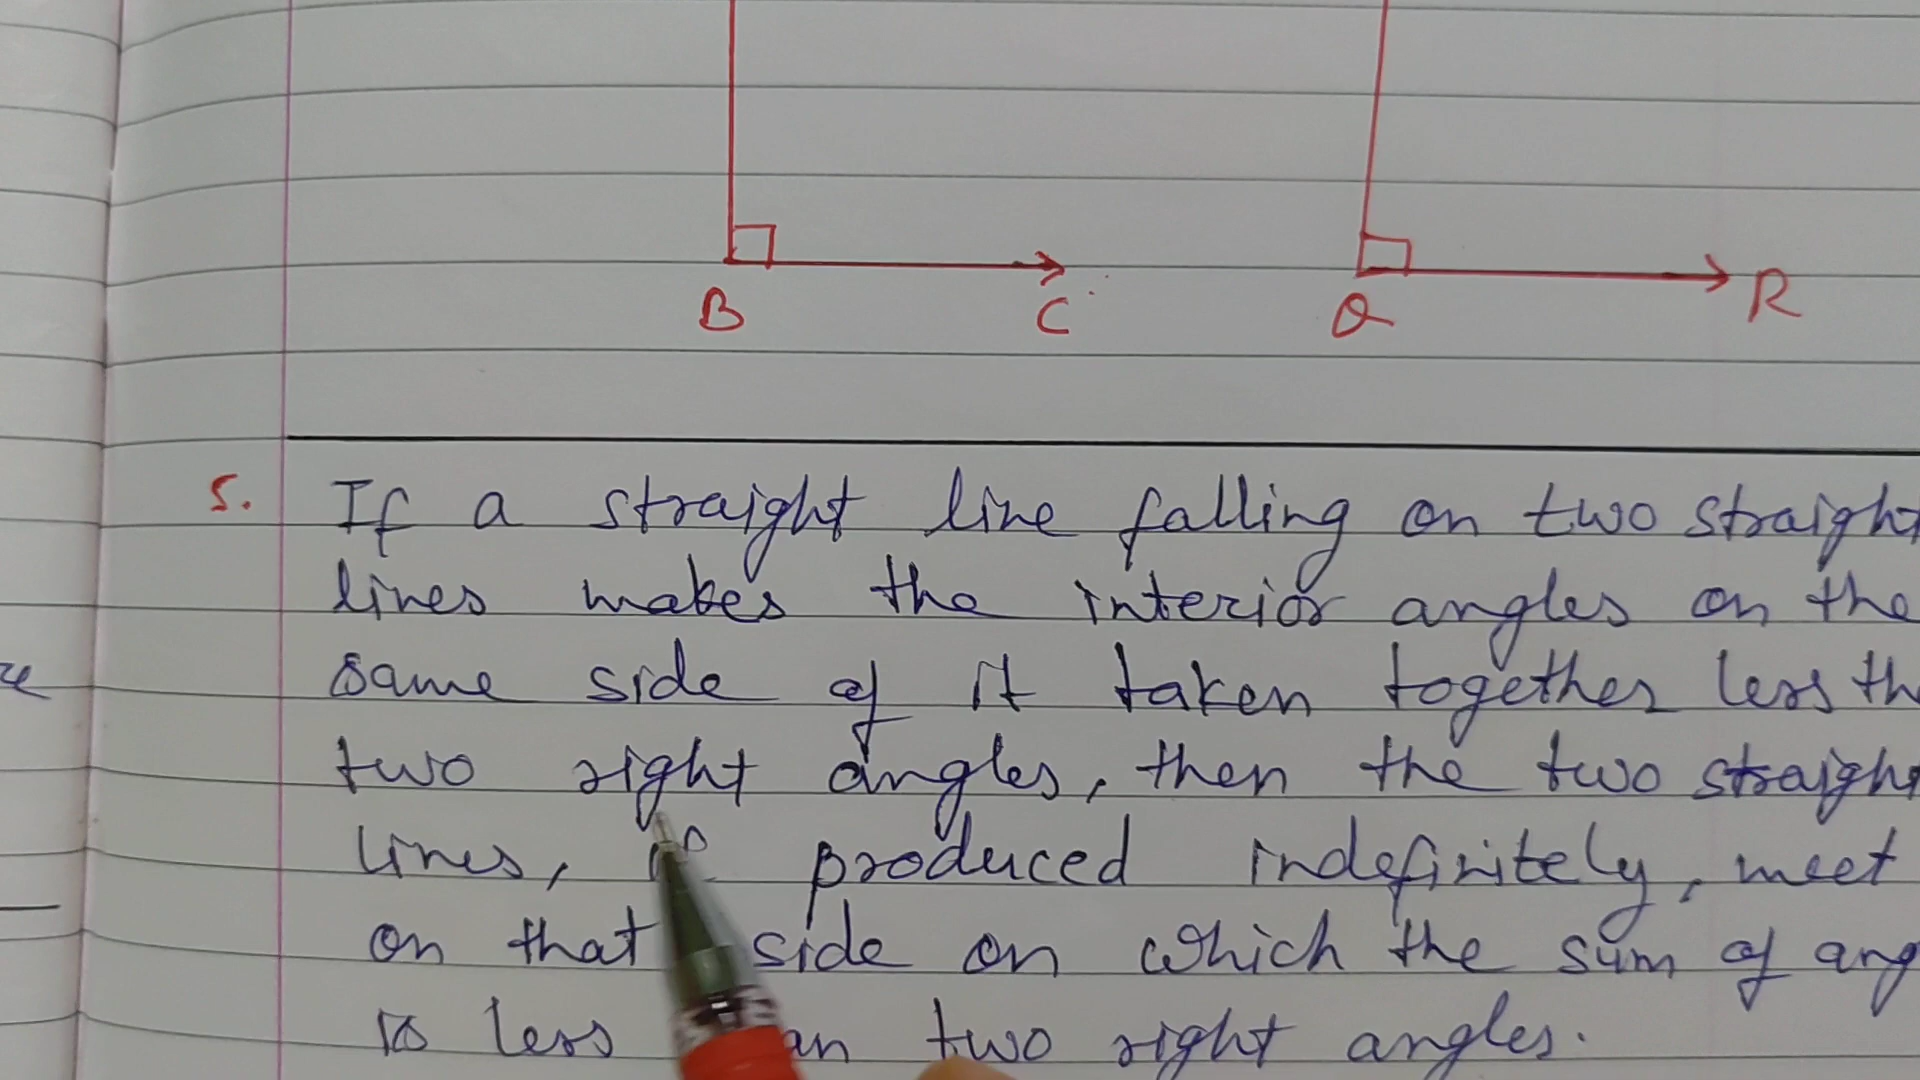 B C Q R
5. If a straight line falling on two straight
lines makes the interior angles on the
same side of it taken together less th
two right angles, then the two straight
lines, if produced indefinitely, meet
on that side on which the sum of ang
is less an two right angles.